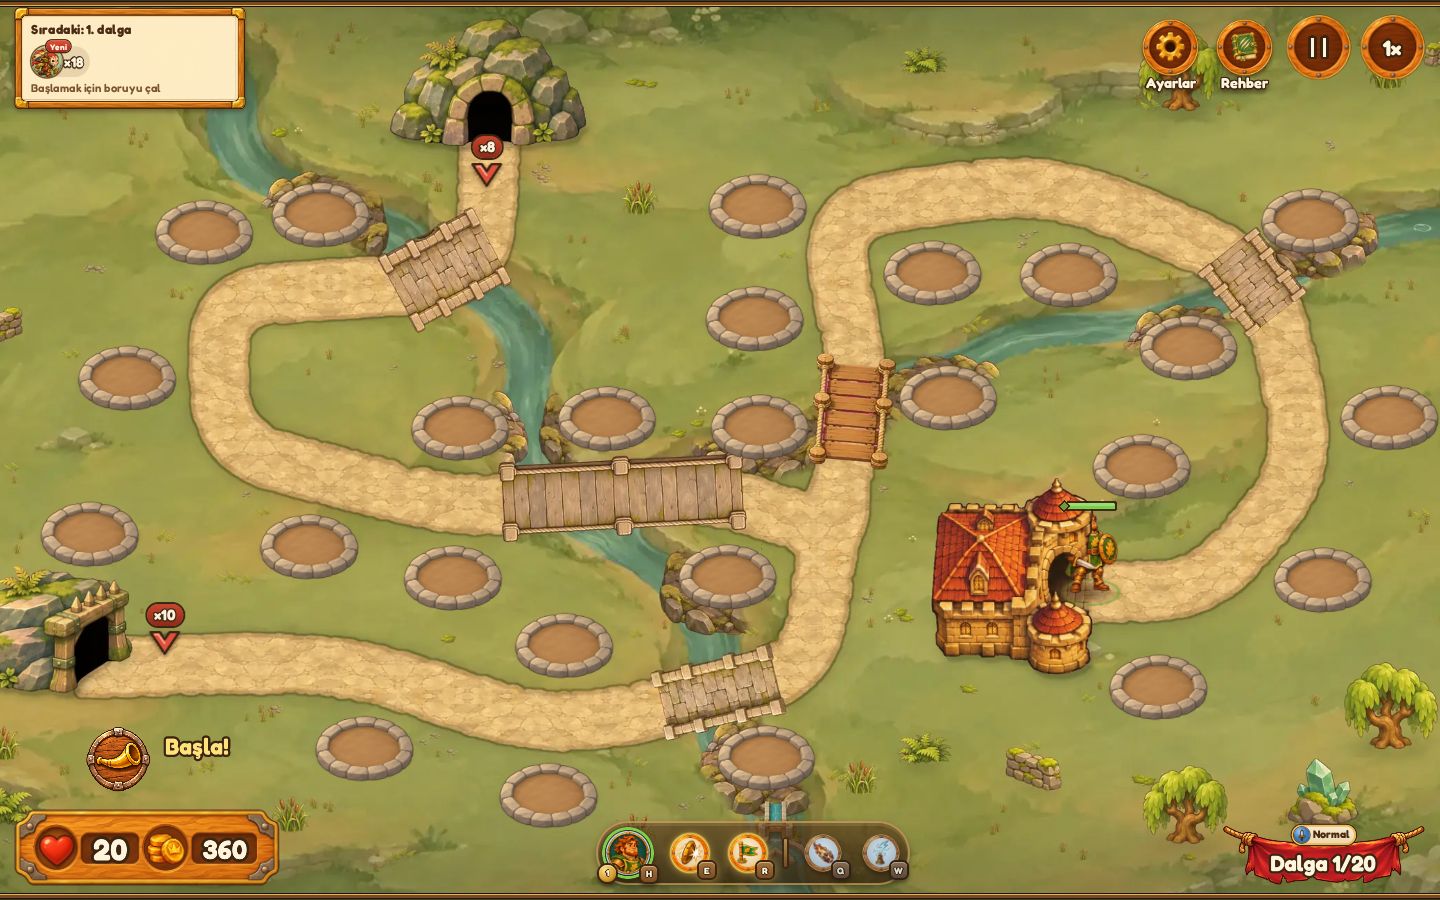 Sıradaki: 1. dalga
Yeni
x18
Başlamak için boruyu çal
Ayarlar
Rehber
1x
x8
x10
Başla!
20
360
1
H
E
R
Q
W
Normal
Dalga 1/20